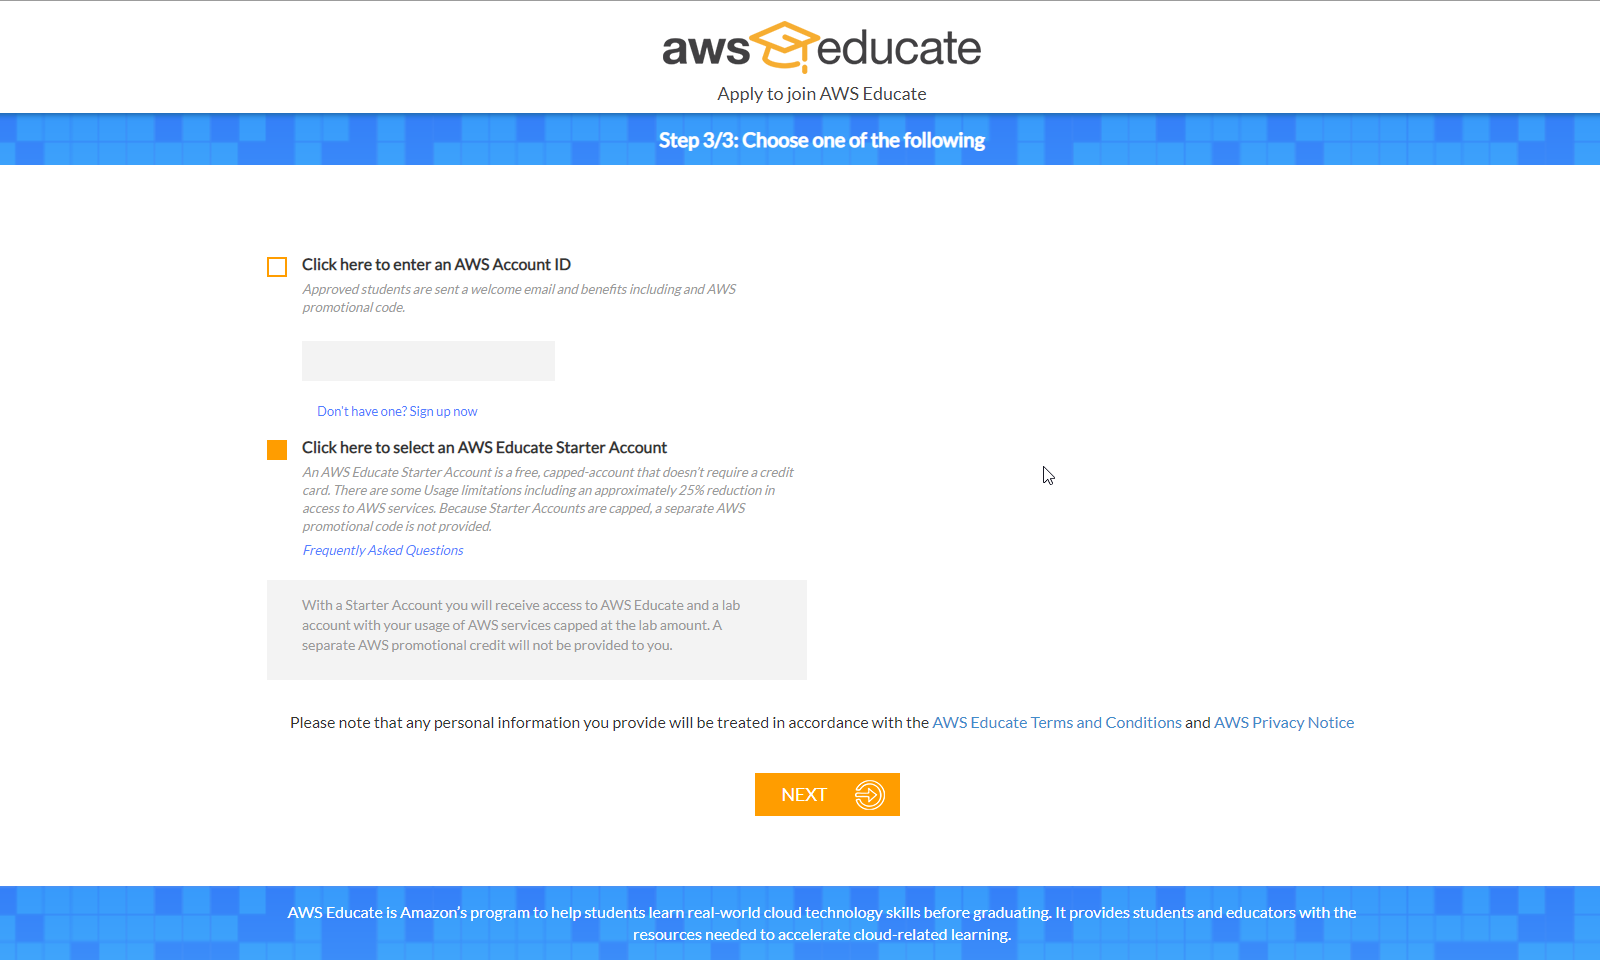 aws educate
Apply to join AWS Educate
Step 3/3: Choose one of the following
Click here to enter an AWS Account ID
Approved students are sent a welcome email and benefits including and AWS
promotional code.
Don't have one? Sign up now
Click here to select an AWS Educate Starter Account
An AWS Educate Starter Account is a free, capped-account that doesn't require a credit
card. There are some Usage limitations including an approximately 25% reduction in
access to AWS services. Because Starter Accounts are capped, a separate AWS
promotional code is not provided.
Frequently Asked Questions
With a Starter Account you will receive access to AWS Educate and a lab
account with your usage of AWS services capped at the lab amount. A
separate AWS promotional credit will not be provided to you.
Please note that any personal information you provide will be treated in accordance with the AWS Educate Terms and Conditions and AWS Privacy Notice
NEXT
AWS Educate is Amazon's program to help students learn real-world cloud technology skills before graduating. It provides students and educators with the
resources needed to accelerate cloud-related learning.